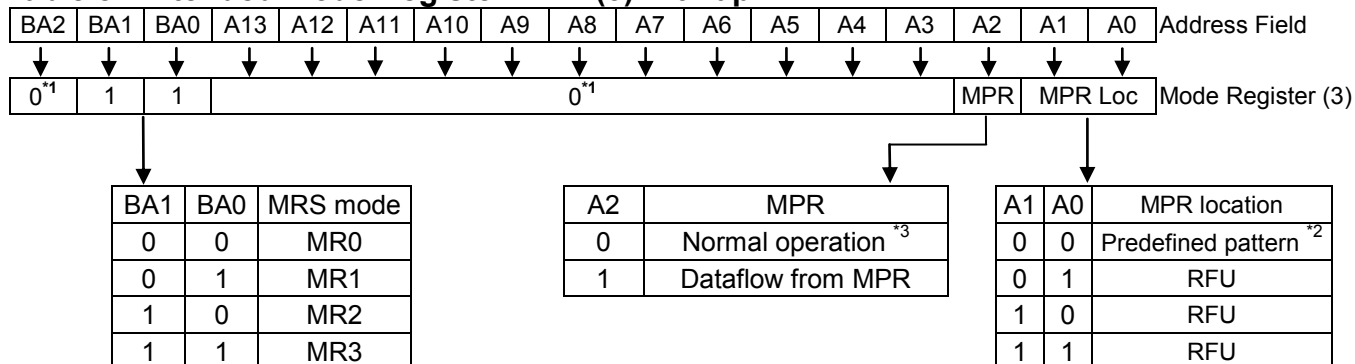 BA2 BA1 BA0 A13 A12 A11 A10 A9 A8 A7 A6 A5 A4 A3 A2 A1 A0 Address Field
0*1 1 1 0*1 MPR MPR Loc Mode Register (3)
BA1 BA0 MRS mode
0 0 MR0
0 1 MR1
1 0 MR2
1 1 MR3
A2 MPR
0 Normal operation *3
1 Dataflow from MPR
A1 A0 MPR location
0 0 Predefined pattern *2
0 1 RFU
1 0 RFU
1 1 RFU